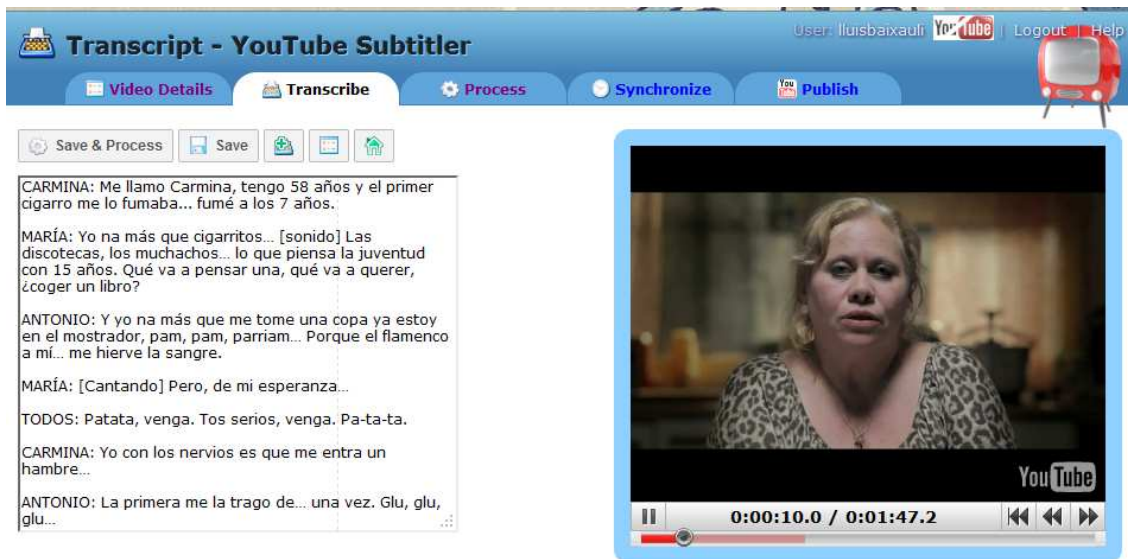 User: lluisbaixauli YouTube | Logout | Help
Transcript - YouTube Subtitler
Video Details Transcribe Process Synchronize You Publish
Save & Process Save
CARMINA: Me llamo Carmina, tengo 58 años y el primer
cigarro me lo fumaba... fumé a los 7 años.
MARÍA: Yo na más que cigarritos... [sonido] Las
discotecas, los muchachos... lo que piensa la juventud
con 15 años. Qué va a pensar una, qué va a querer,
¿coger un libro?
ANTONIO: Y yo na más que me tome una copa ya estoy
en el mostrador, pam, pam, parriam... Porque el flamenco
a mí... me hierve la sangre.
MARÍA: [Cantando] Pero, de mi esperanza...
TODOS: Patata, venga. Tos serios, venga. Pa-ta-ta.
CARMINA: Yo con los nervios es que me entra un
hambre...
ANTONIO: La primera me la trago de... una vez. Glu, glu,
glu...
YouTube
0:00:10.0 / 0:01:47.2